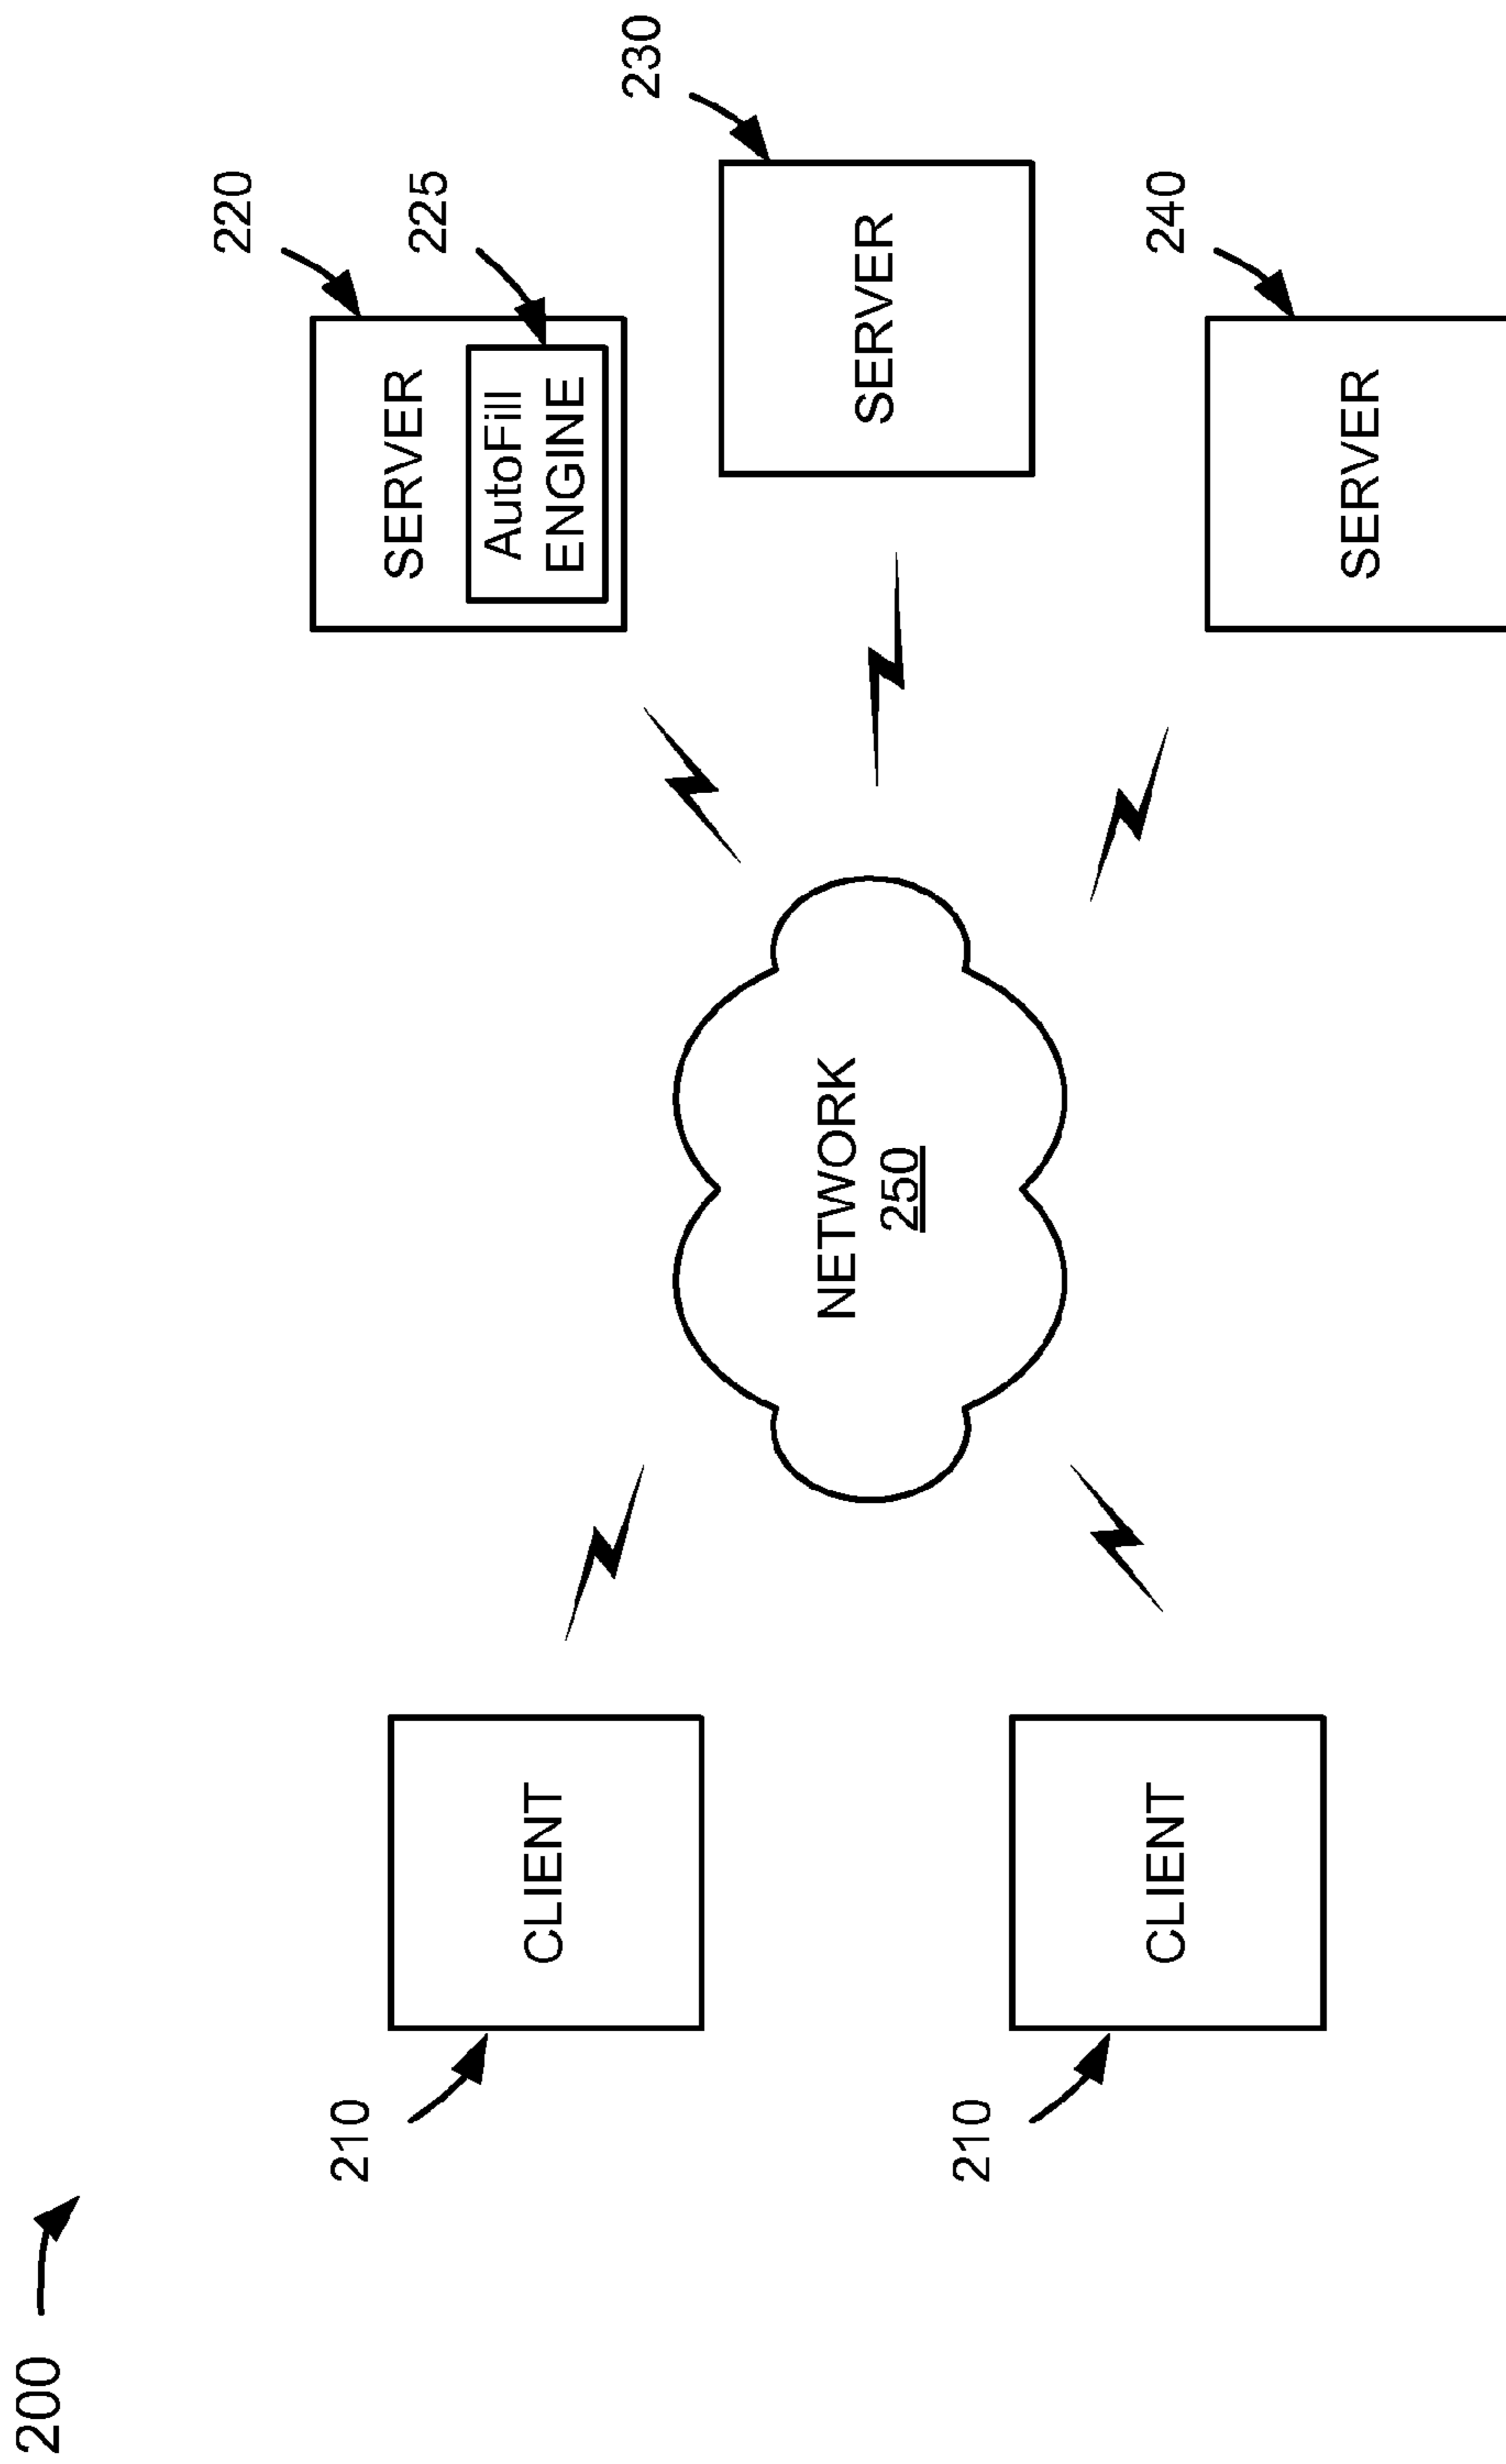 200
220
SERVER
225
AutoFill
ENGINE
210
CLIENT
230
SERVER
NETWORK
250
210
CLIENT
240
SERVER